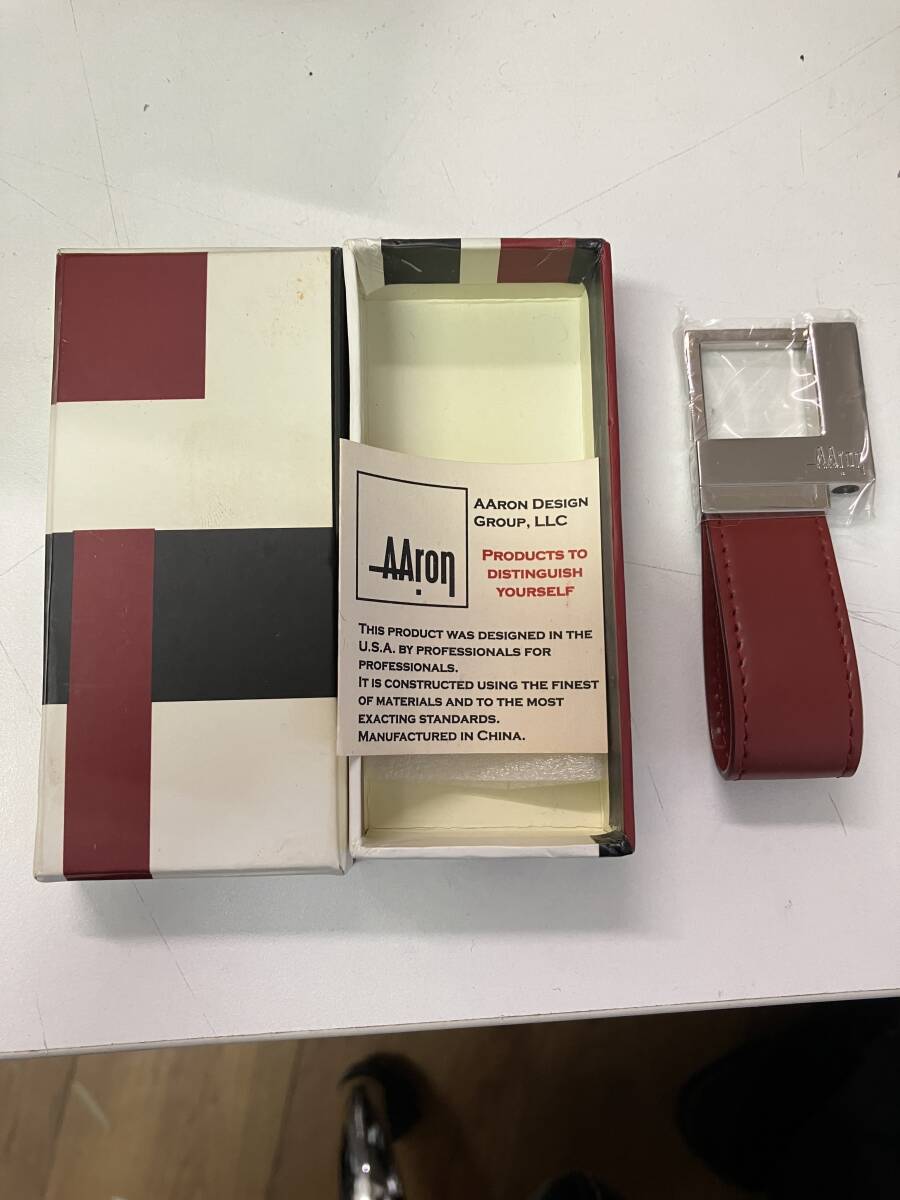 AARON DESIGN
GROUP, LLC
AAron
PRODUCTS TO
DISTINGUISH
YOURSELF
THIS PRODUCT WAS DESIGNED IN THE
U.S.A. BY PROFESSIONALS FOR
PROFESSIONALS.
IT IS CONSTRUCTED USING THE FINEST
OF MATERIALS AND TO THE MOST
EXACTING STANDARDS.
MANUFACTURED IN CHINA.
AAron